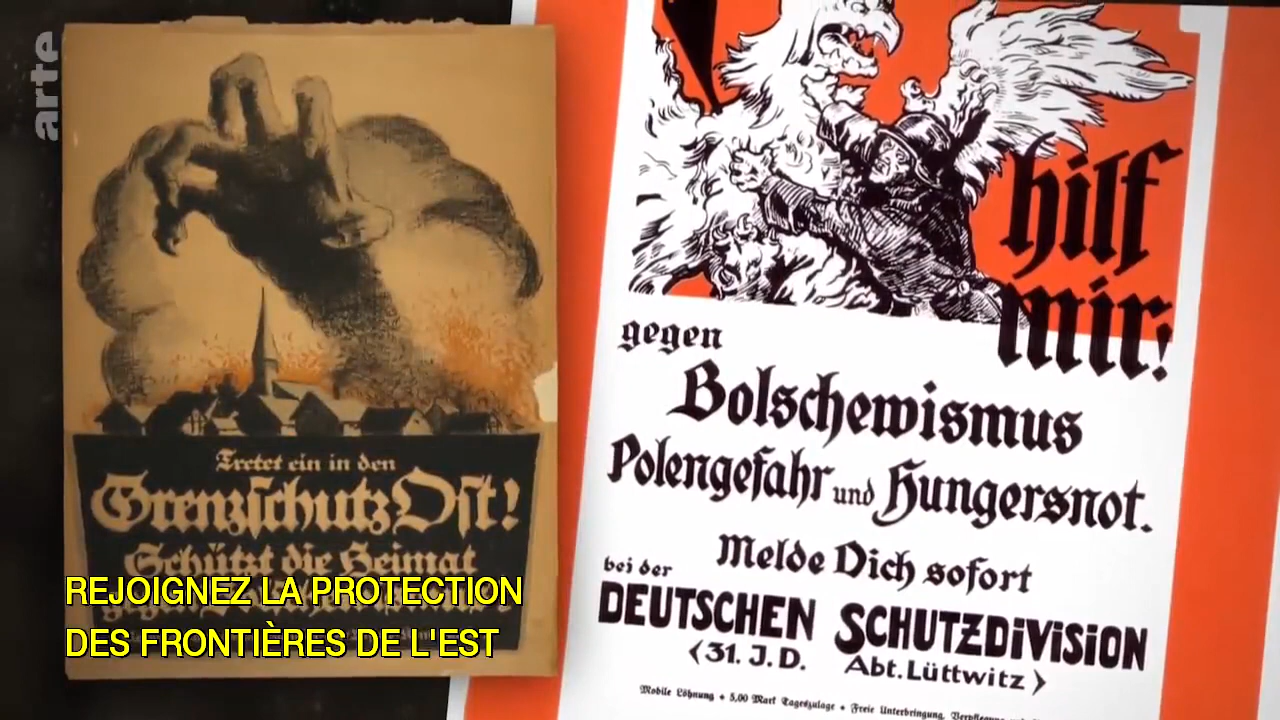 arte
Tretet ein in den
Grenzschutz Ost!
Schützt die Heimat
REJOIGNEZ LA PROTECTION
DES FRONTIÈRES DE L'EST
hilf
mir!
gegen
Bolschewismus
Polengefahr und Hungersnot.
Melde Dich sofort
bei der
DEUTSCHEN SCHUTZDIVISION
(31. J.D. Abt. Lüttwitz)
Mobile Löhnung + 5,00 Mark Tageszulage + Freie Unterbringung, Verpflegung